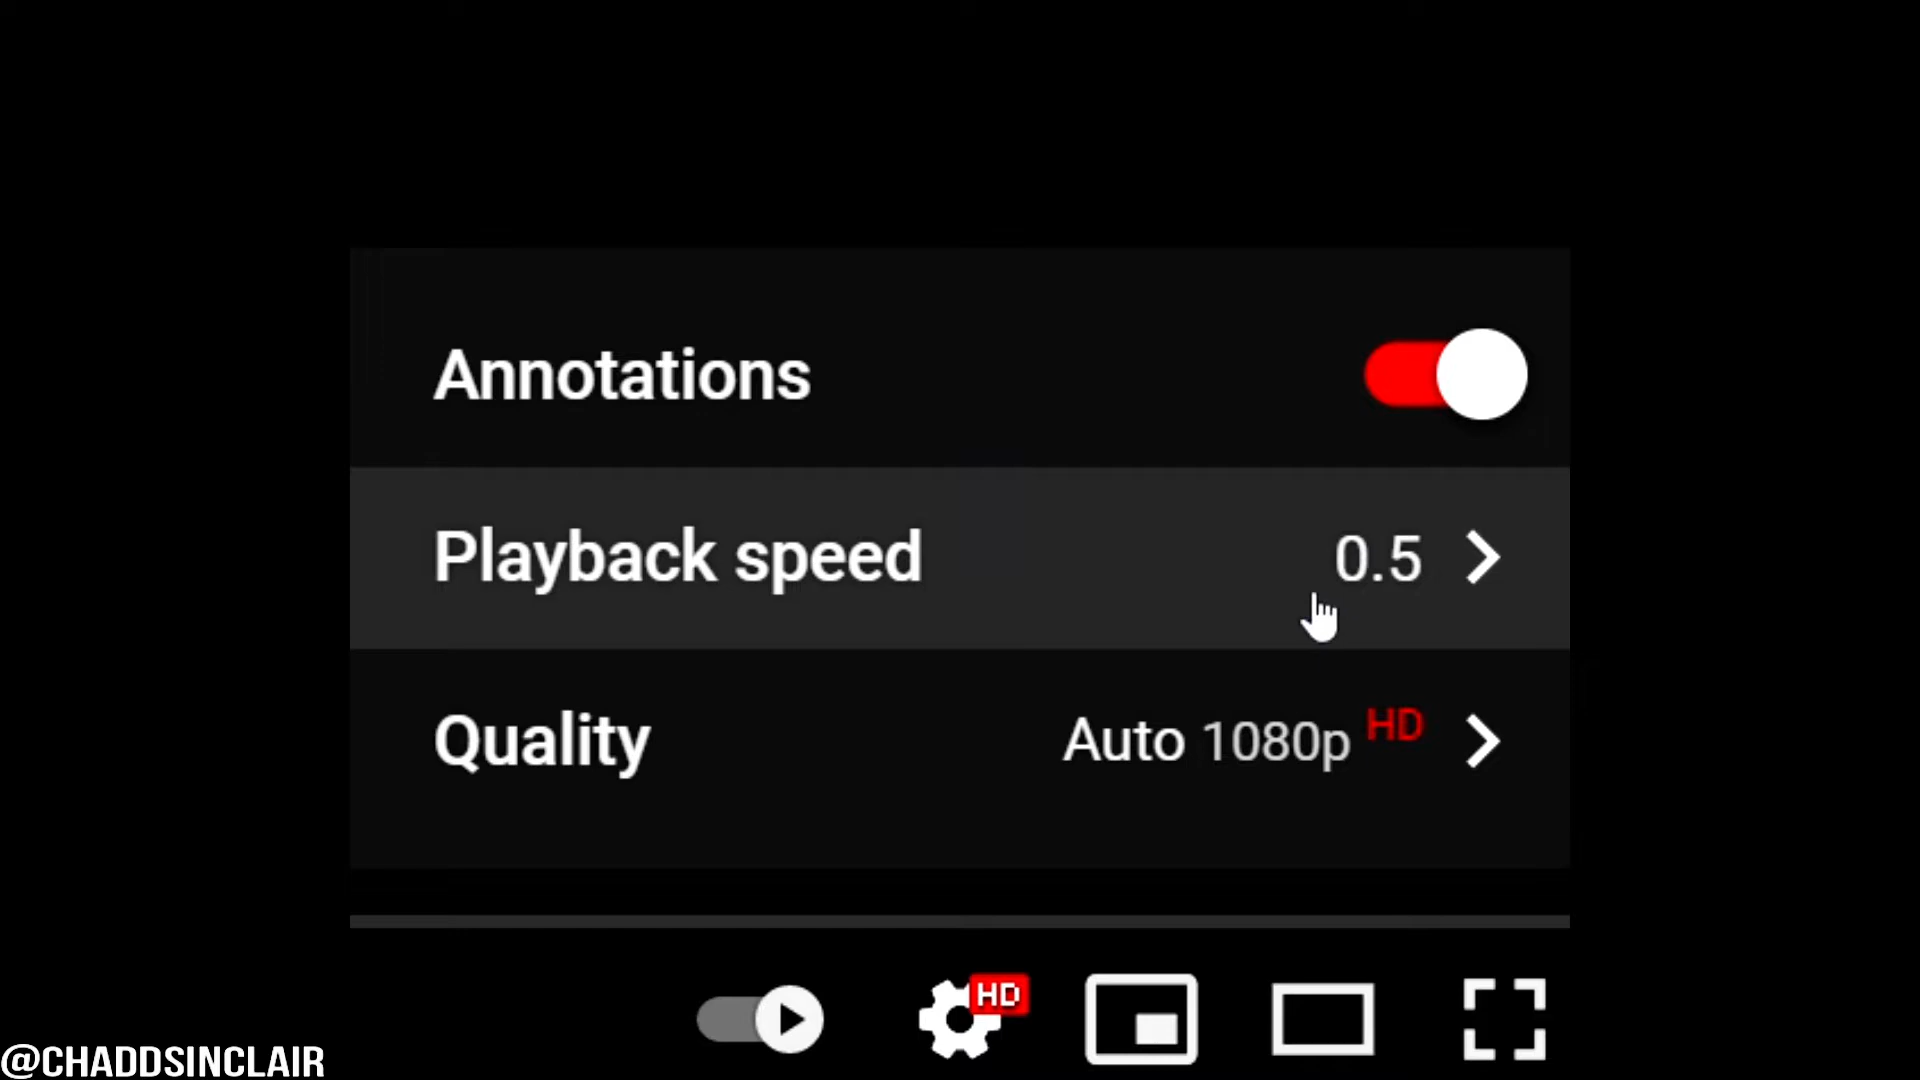 Annotations
Playback speed 0.5
Quality Auto 1080p HD
HD
@CHADDSINCLAIR